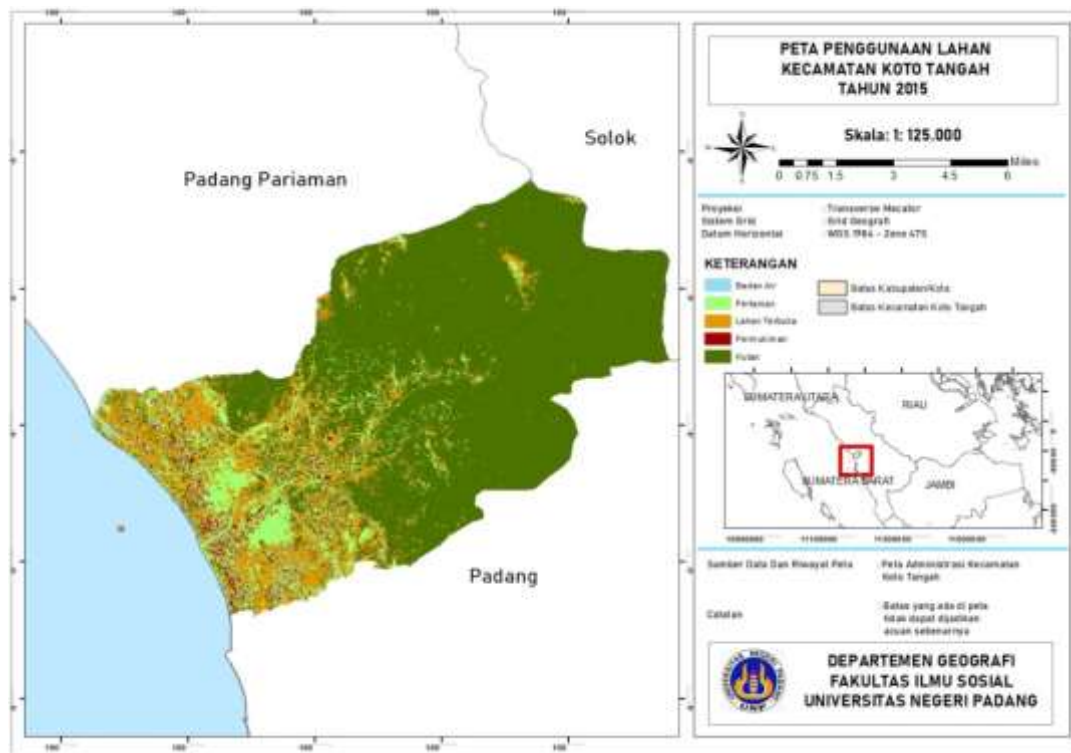 Padang Pariaman
Solok
Padang
PETA PENGGUNAAN LAHAN
KECAMATAN KOTO TANGAH
TAHUN 2015
Skala: 1: 125.000
Miles
0 0.75 1.5 3 4.5 6
Proyeksi : Transverse Mecator
Sistem Grid : Grid Geografi
Datum Horizontal : WGS 1984 - Zone 47S
KETERANGAN
Badan Air
Pertanian
Lahan Terbuka
Permukiman
Hutan
Batas Kabupaten/Kota
Batas Kecamatan Koto Tangah
SUMATERA UTARA
RIAU
SUMATERA BARAT
JAMBI
Sumber Data Dan Riwayat Peta : Peta Administrasi Kecamatan
Koto Tangah
Catatan : Batas yang ada di peta
tidak dapat dijadikan
acuan sebenarnya
UNIVERSITAS NEGERI PADANG
UNP
DEPARTEMEN GEOGRAFI
FAKULTAS ILMU SOSIAL
UNIVERSITAS NEGERI PADANG